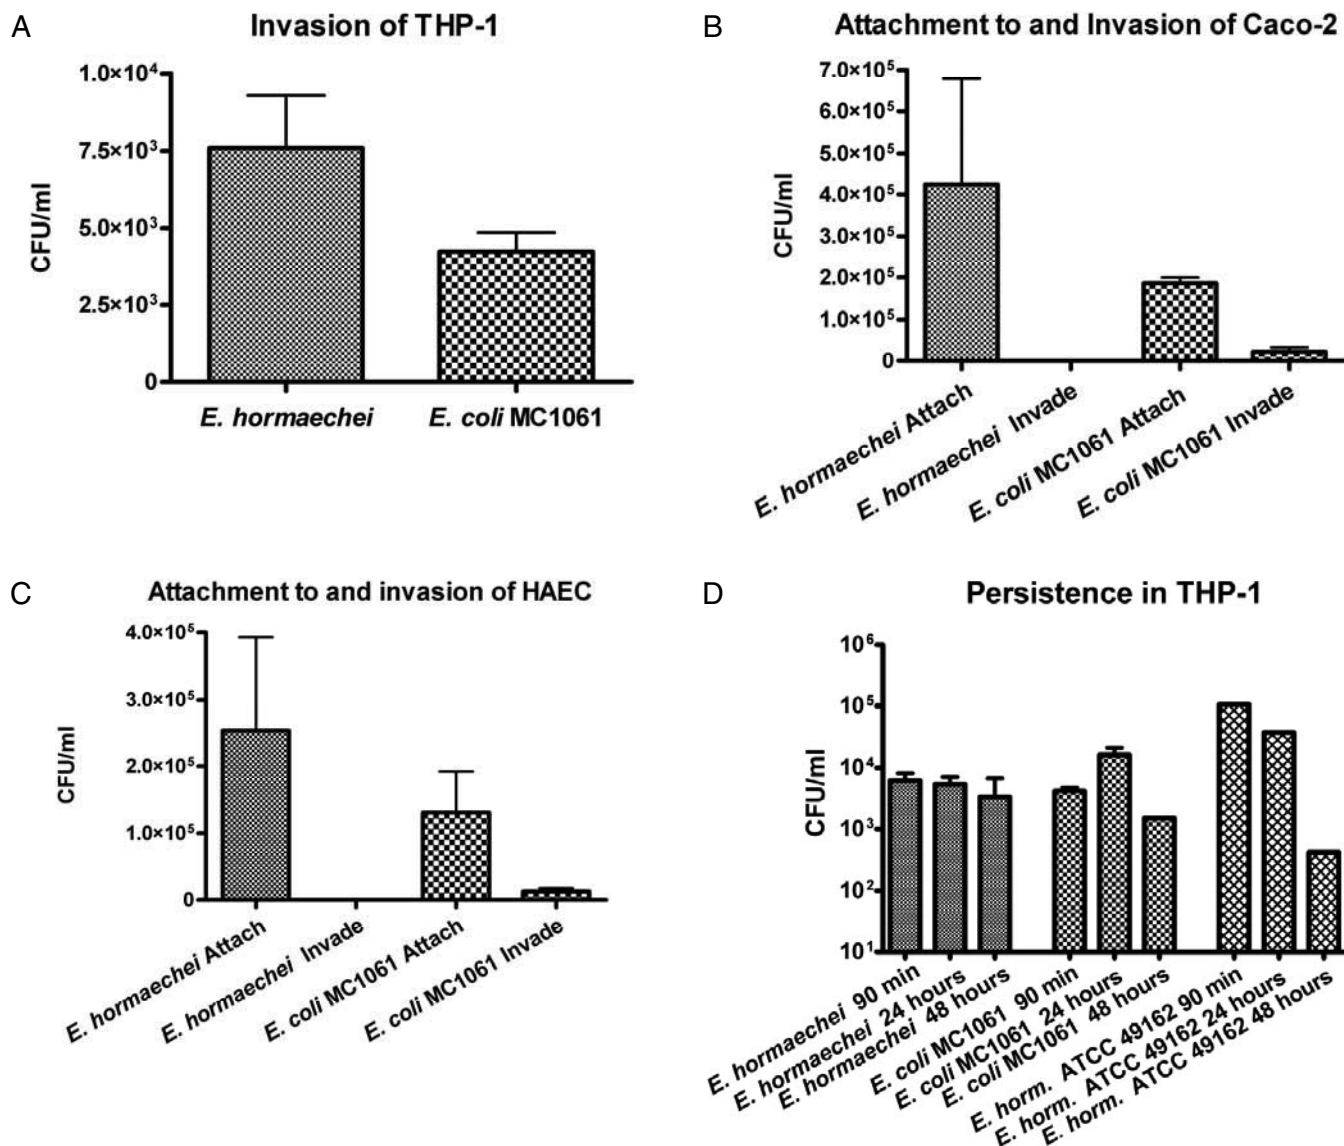 A
Invasion of THP-1
CFU/ml
1.0×10⁴
7.5×10³
5.0×10³
2.5×10³
0
E. hormaechei
E. coli MC1061
B
Attachment to and Invasion of Caco-2
CFU/ml
7.0×10⁵
6.0×10⁵
5.0×10⁵
4.0×10⁵
3.0×10⁵
2.0×10⁵
1.0×10⁵
0
E. hormaechei Attach
E. hormaechei Invade
E. coli MC1061 Attach
E. coli MC1061 Invade
C
Attachment to and invasion of HAEC
CFU/ml
4.0×10⁵
3.0×10⁵
2.0×10⁵
1.0×10⁵
0
E. hormaechei Attach
E. hormaechei Invade
E. coli MC1061 Attach
E. coli MC1061 Invade
D
Persistence in THP-1
CFU/ml
10⁶
10⁵
10⁴
10³
10²
10¹
E. hormaechei 90 min
E. hormaechei 24 hours
E. hormaechei 48 hours
E. coli MC1061 90 min
E. coli MC1061 24 hours
E. coli MC1061 48 hours
E. horm. ATCC 49162 90 min
E. horm. ATCC 49162 24 hours
E. horm. ATCC 49162 48 hours